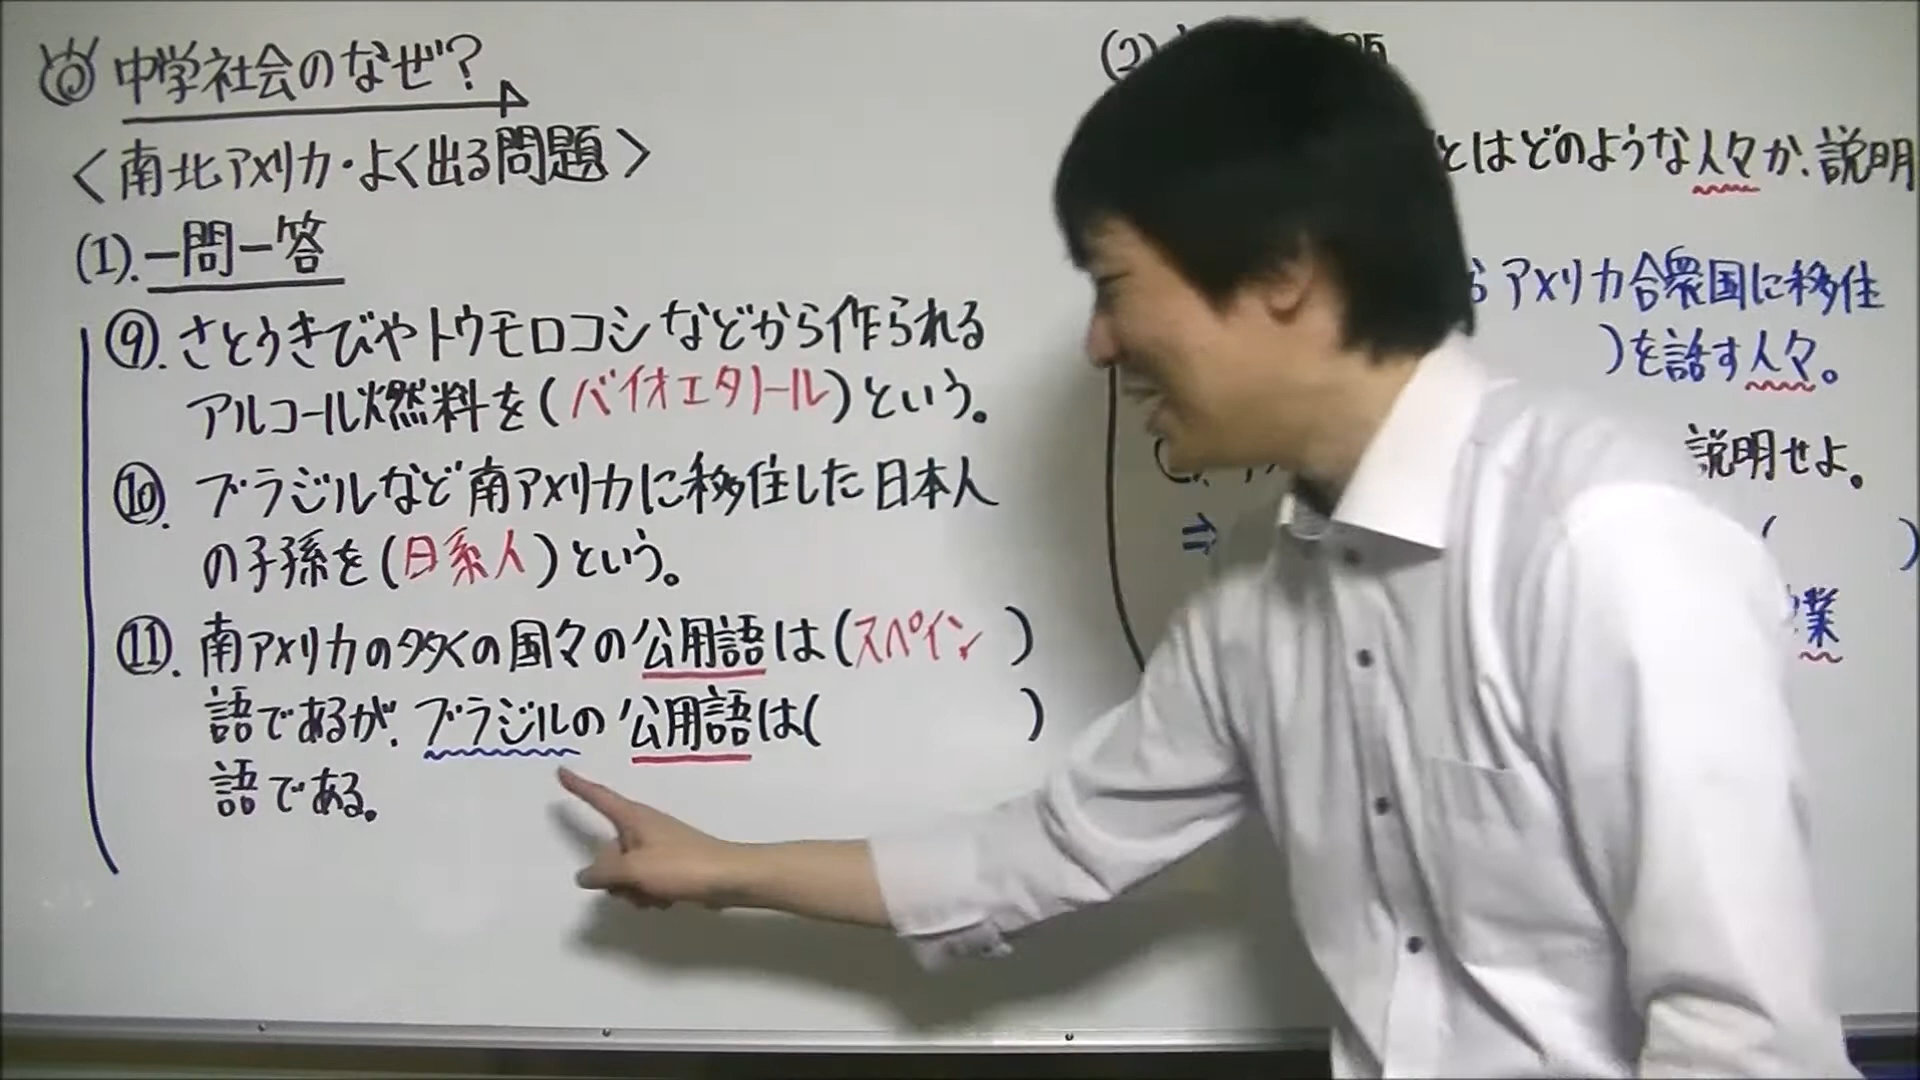 中学社会のなぜ?
<南北アメリカ・よく出る問題>
(1).一問一答
⑨.さとうきびやトウモロコシなどから作られる
アルコール燃料を(バイオエタノール)という。
⑩.ブラジルなど南アメリカに移住した日本人
の子孫を(日系人)という。
⑪.南アメリカの多くの国々の公用語は(スペイン )
語であるが、ブラジルの公用語は( )
語である。
(2)
とはどのような人々か、説明
らアメリカ合衆国に移住
)を話す人々。
説明せよ。
⇒ ( )
業